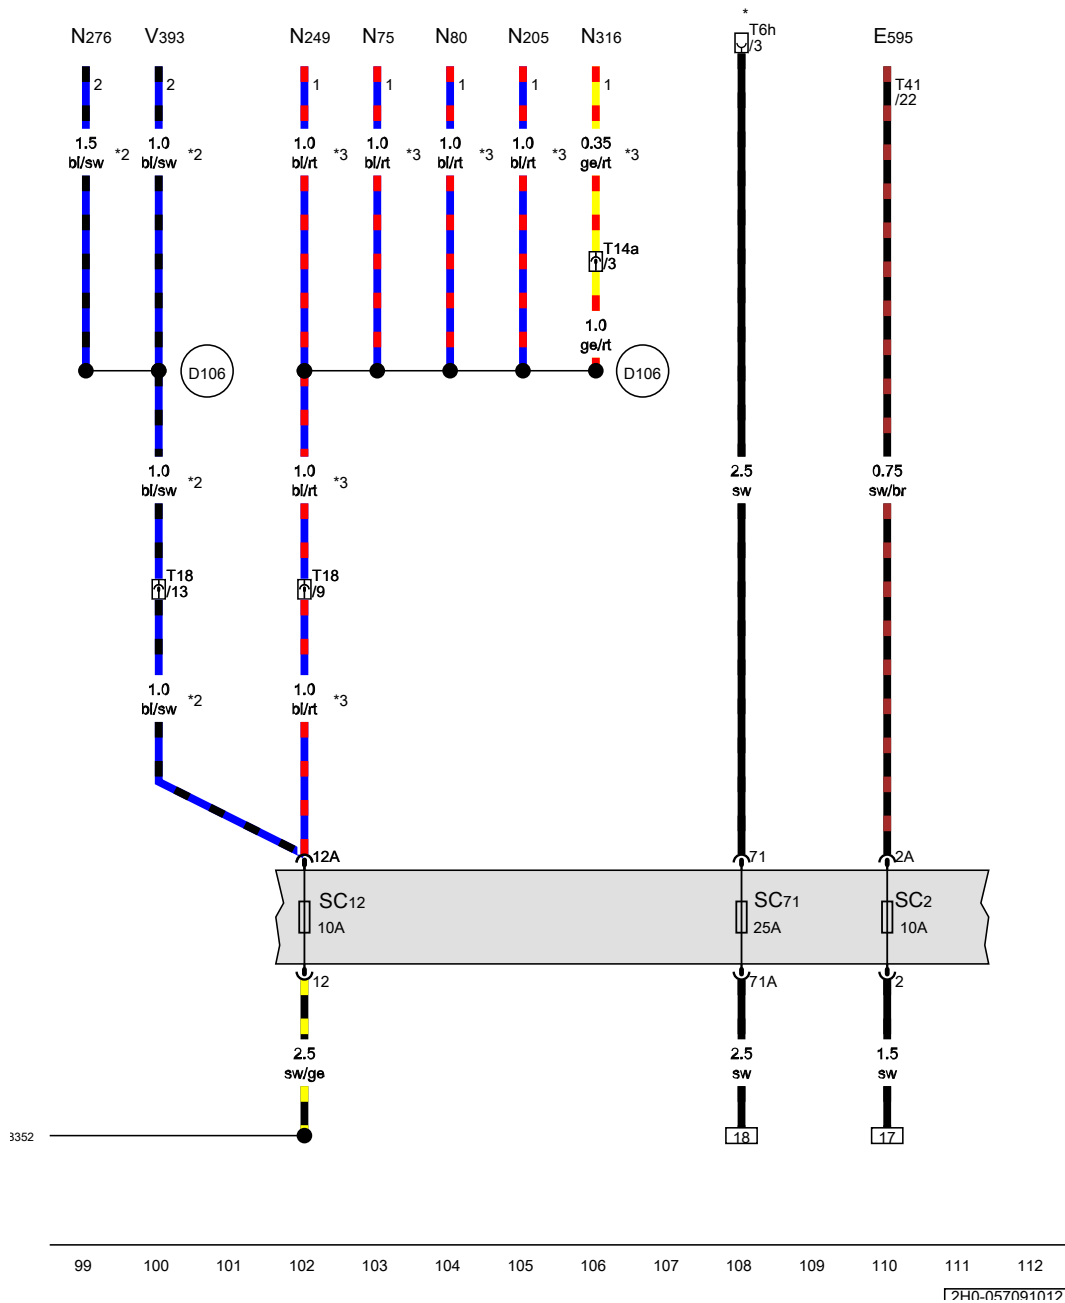 *
N276 V393 N249 N75 N80 N205 N316 T6h E595
/3
2 2 1 1 1 1 1 T41
/22
1.5 1.0 1.0 1.0 1.0 1.0 0.35
bl/sw *2 bl/sw *2 bl/rt *3 bl/rt *3 bl/rt *3 bl/rt *3 ge/rt *3
T14a
/3
1.0
ge/rt
D106 D106
1.0 1.0 2.5 0.75
bl/sw *2 bl/rt *3 sw sw/br
T18 T18
/13 /9
1.0 1.0
bl/sw *2 bl/rt *3
12A 71 2A
SC12 SC71 SC2
10A 25A 10A
12 71A 2
2.5 2.5 1.5
sw/ge sw sw
3352 18 17
99 100 101 102 103 104 105 106 107 108 109 110 111 112
2H0-057091012